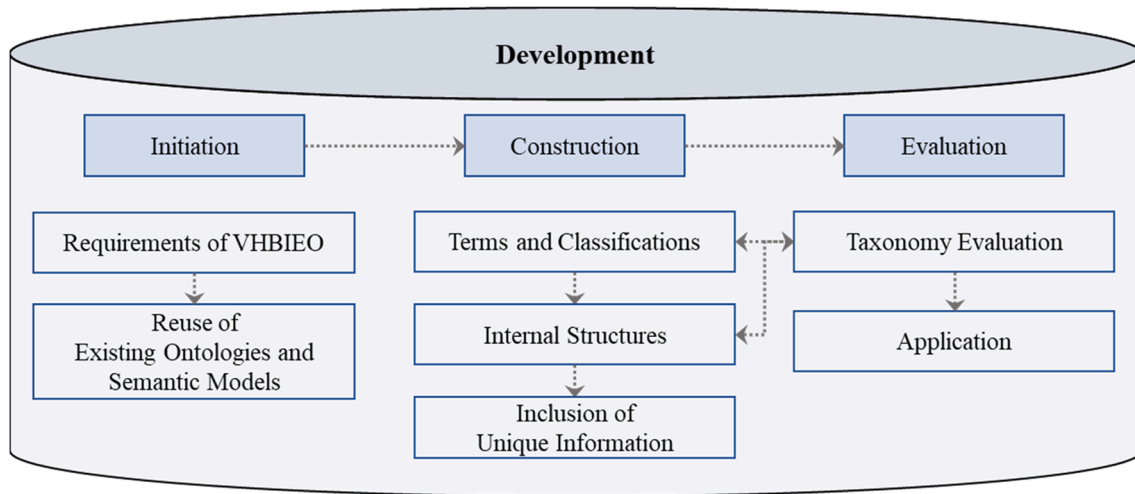 Development
Initiation
Construction
Evaluation
Requirements of VHBIEO
Reuse of
Existing Ontologies and
Semantic Models
Terms and Classifications
Internal Structures
Inclusion of
Unique Information
Taxonomy Evaluation
Application